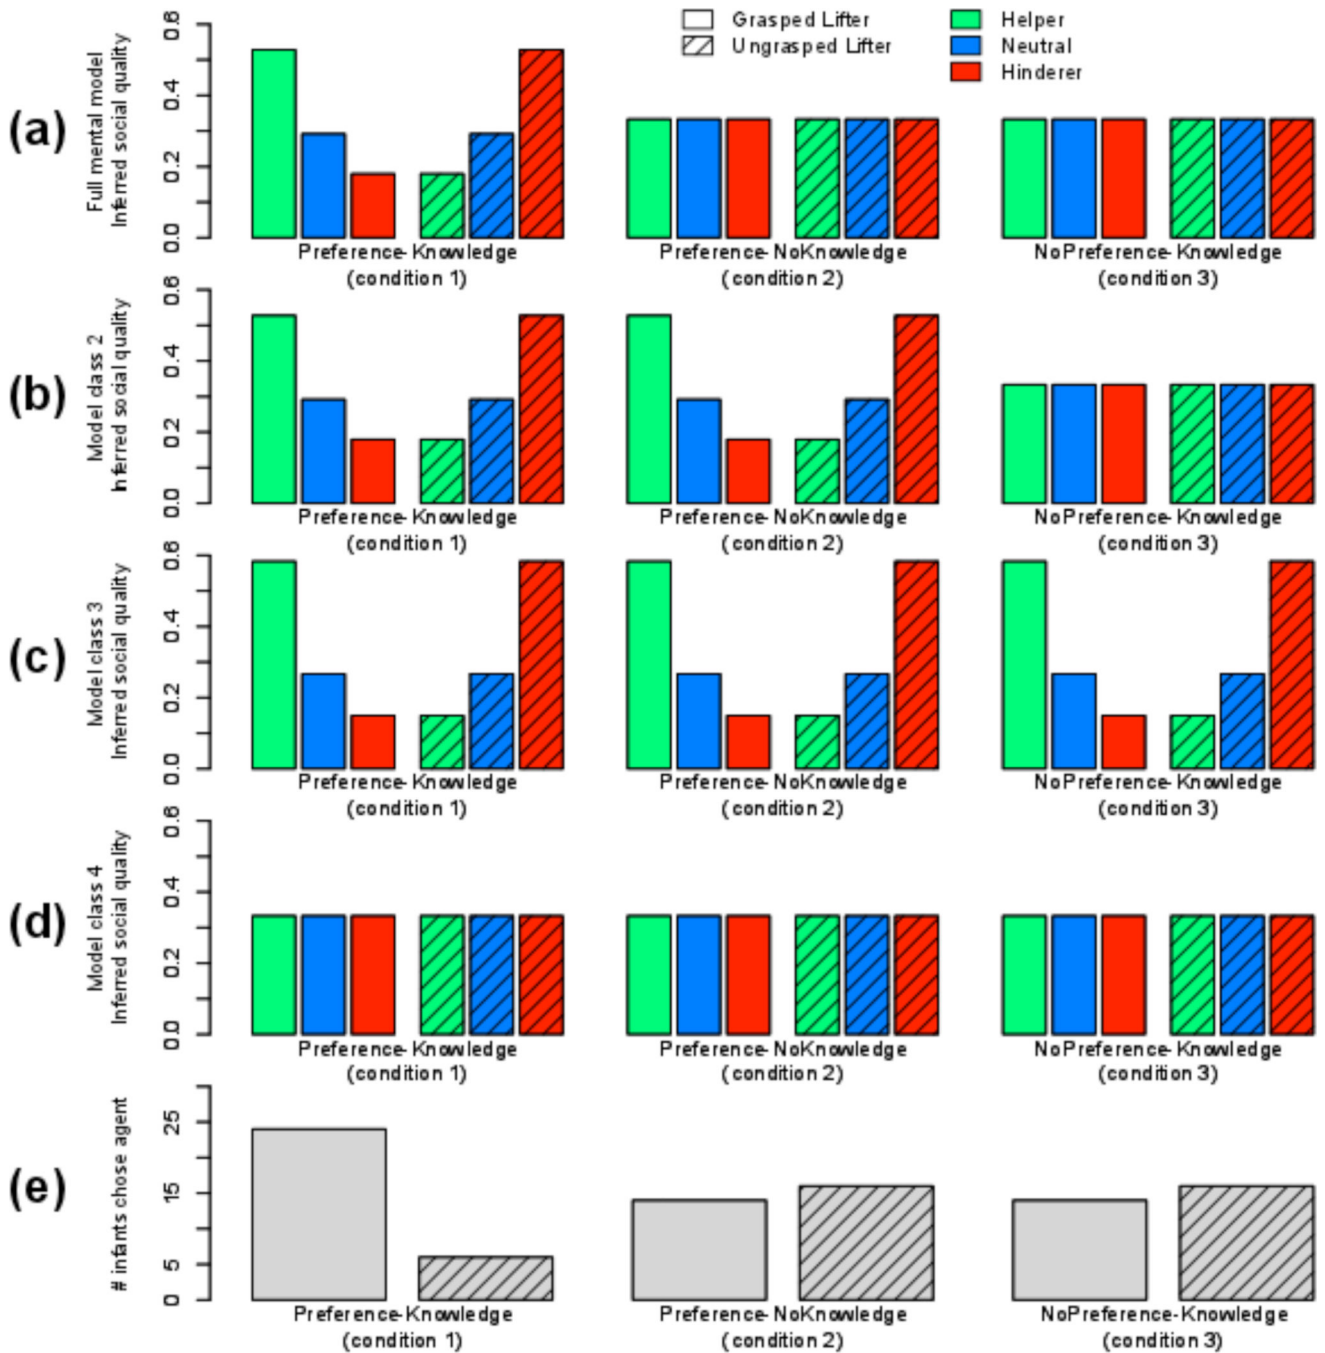 Grasped Lifter
Ungrasped Lifter
Helper
Neutral
Hinderer
(a)
Full mental model
Inferred social quality
0.0 0.2 0.4 0.6
Preference-Knowledge
(condition 1)
Preference-NoKnowledge
(condition 2)
NoPreference-Knowledge
(condition 3)
(b)
Model class 2
Inferred social quality
0.0 0.2 0.4 0.6
Preference-Knowledge
(condition 1)
Preference-NoKnowledge
(condition 2)
NoPreference-Knowledge
(condition 3)
(c)
Model class 3
Inferred social quality
0.0 0.2 0.4 0.6
Preference-Knowledge
(condition 1)
Preference-NoKnowledge
(condition 2)
NoPreference-Knowledge
(condition 3)
(d)
Model class 4
Inferred social quality
0.0 0.2 0.4 0.6
Preference-Knowledge
(condition 1)
Preference-NoKnowledge
(condition 2)
NoPreference-Knowledge
(condition 3)
(e)
# infants chose agent
0 5 15 25
Preference-Knowledge
(condition 1)
Preference-NoKnowledge
(condition 2)
NoPreference-Knowledge
(condition 3)